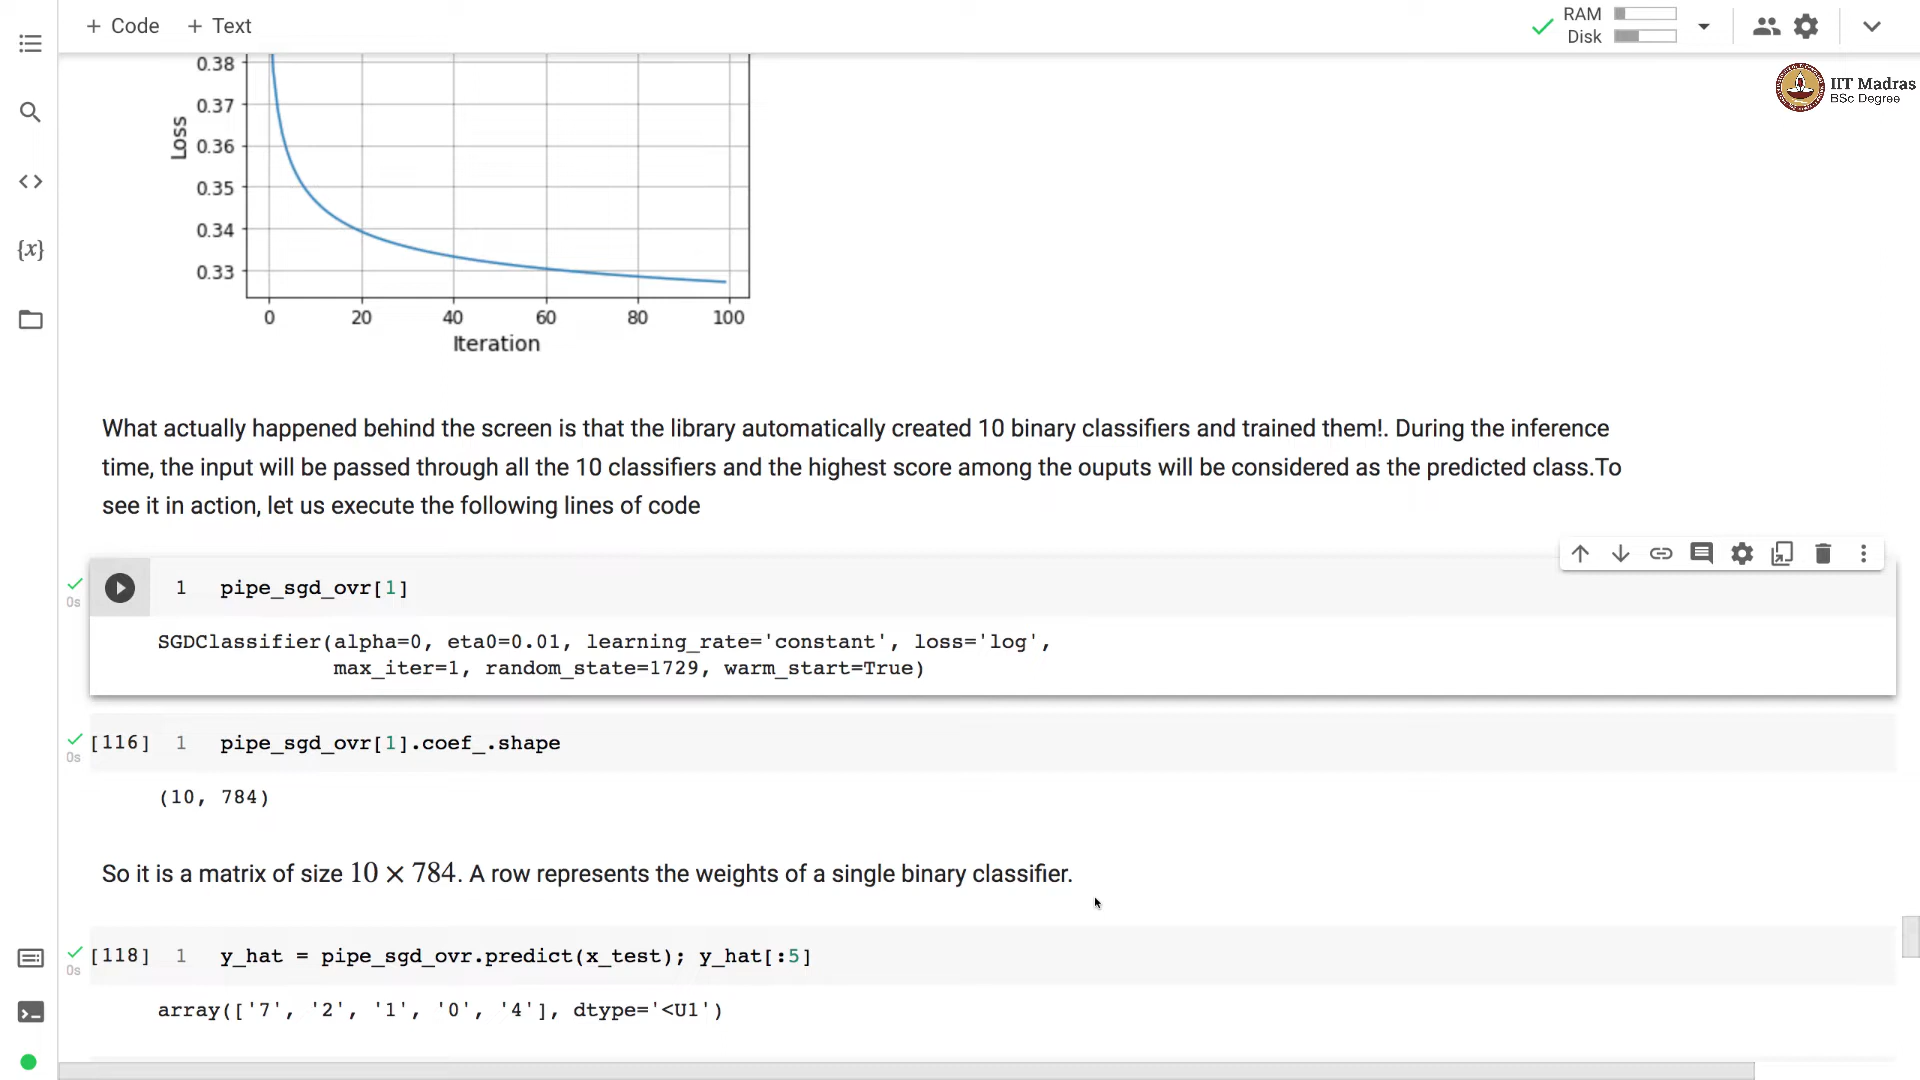 + Code + Text
RAM
Disk
IIT Madras
BSc Degree
0.38
0.37
0.36
0.35
0.34
0.33
Loss
0 20 40 60 80 100
Iteration
What actually happened behind the screen is that the library automatically created 10 binary classifiers and trained them!. During the inference
time, the input will be passed through all the 10 classifiers and the highest score among the ouputs will be considered as the predicted class.To
see it in action, let us execute the following lines of code
0s
1 pipe_sgd_ovr[1]
SGDClassifier(alpha=0, eta0=0.01, learning_rate='constant', loss='log',
max_iter=1, random_state=1729, warm_start=True)
[116] 1 pipe_sgd_ovr[1].coef_.shape
0s
(10, 784)
So it is a matrix of size 10 × 784. A row represents the weights of a single binary classifier.
[118] 1 y_hat = pipe_sgd_ovr.predict(x_test); y_hat[:5]
0s
array(['7', '2', '1', '0', '4'], dtype='<U1')
{x}